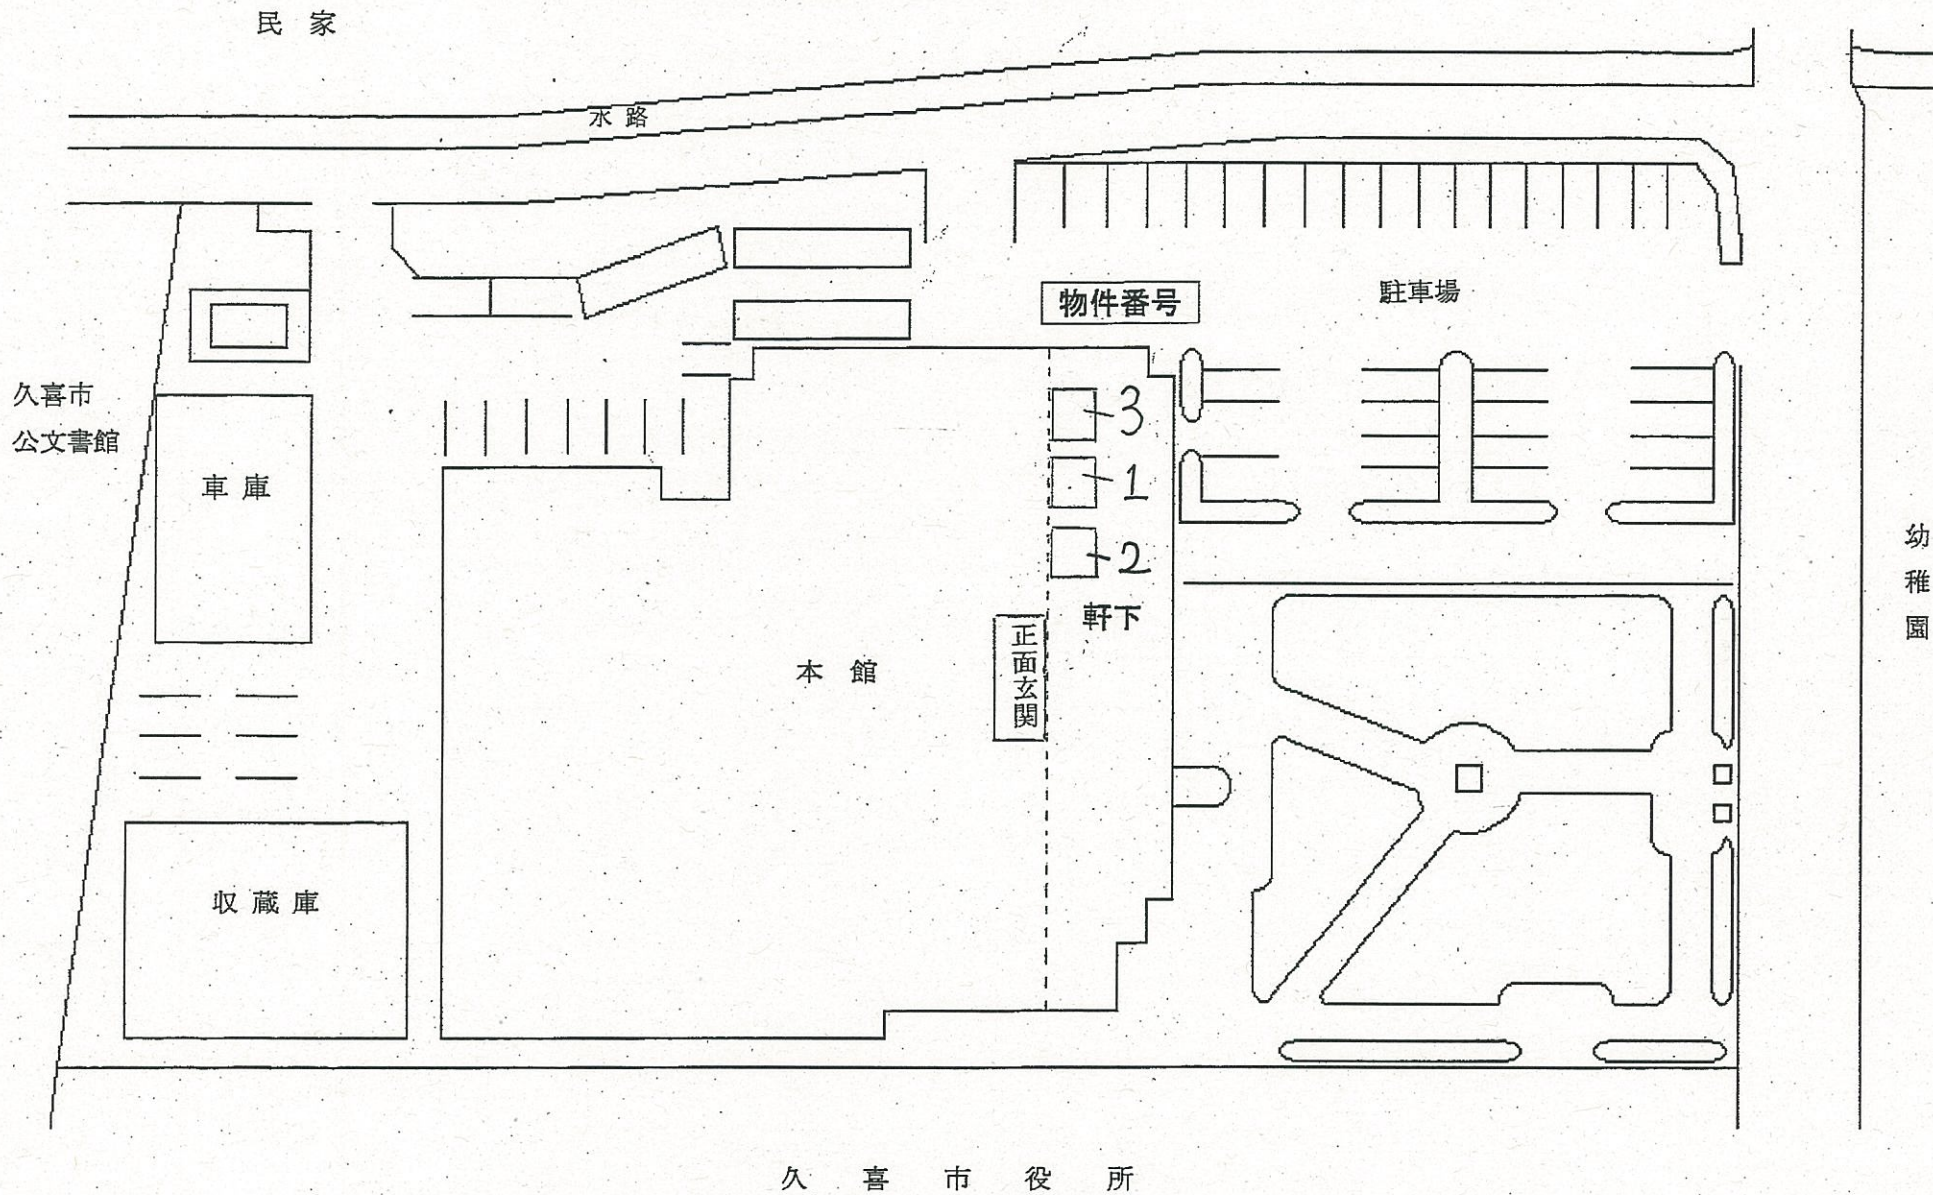 民家
水路
物件番号
駐車場
久喜市
公文書館
3
車庫
1
2
幼稚園
軒下
正面玄関
本館
収蔵庫
久喜市役所